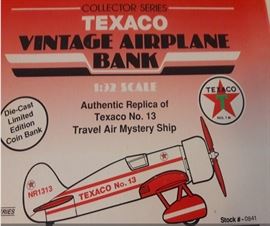 COLLECTOR SERIES
TEXACO
VINTAGE AIRPLANE
BANK
1:32 SCALE
Die-Cast
Limited
Edition
Coin Bank
Authentic Replica of
Texaco No. 13
Travel Air Mystery Ship
TEXACO
T
NR1313
TEXACO No. 13
Stock # - 0841